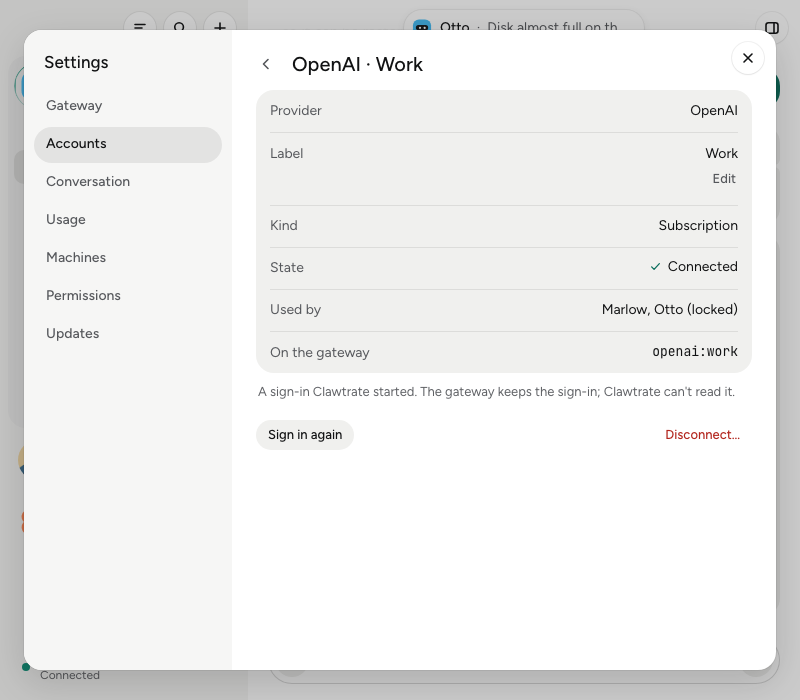 Otto · Disk almost full on th
Settings
Gateway
Accounts
Conversation
Usage
Machines
Permissions
Updates
OpenAI · Work
Provider OpenAI
Label Work
Edit
Kind Subscription
State Connected
Used by Marlow, Otto (locked)
On the gateway openai:work
A sign-in Clawtrate started. The gateway keeps the sign-in; Clawtrate can't read it.
Sign in again Disconnect...
Connected